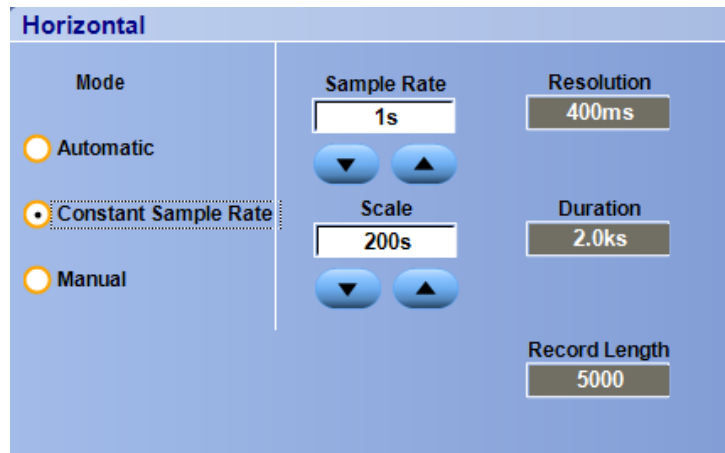 Horizontal
Mode
Automatic
Constant Sample Rate
Manual
Sample Rate
1s
Scale
200s
Resolution
400ms
Duration
2.0ks
Record Length
5000